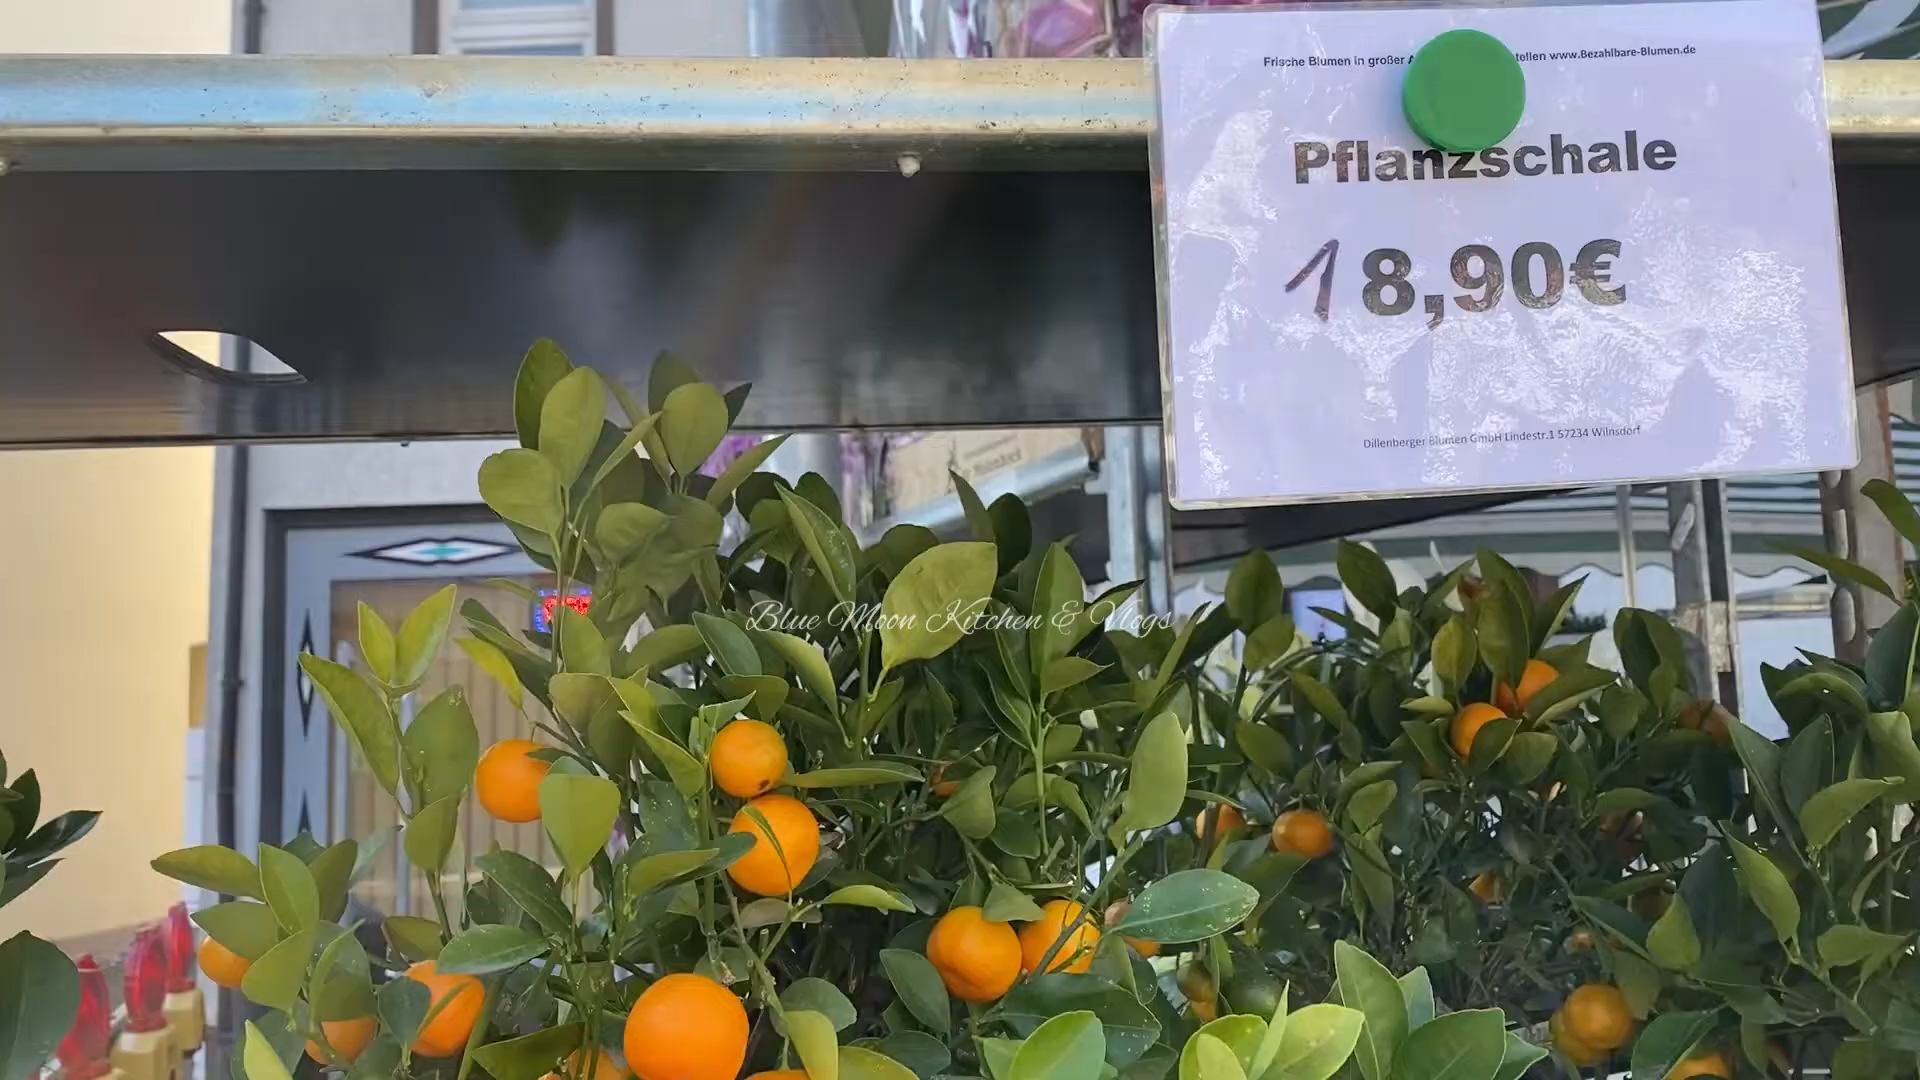 Frische Blumen in großer tellen www.Bezahlbare-Blumen.de
Pflanzschale
18,90€
Dillenberger Blumen GmbH Lindestr.1 57234 Wilnsdorf
Blue Moon Kitchen & Vlogs